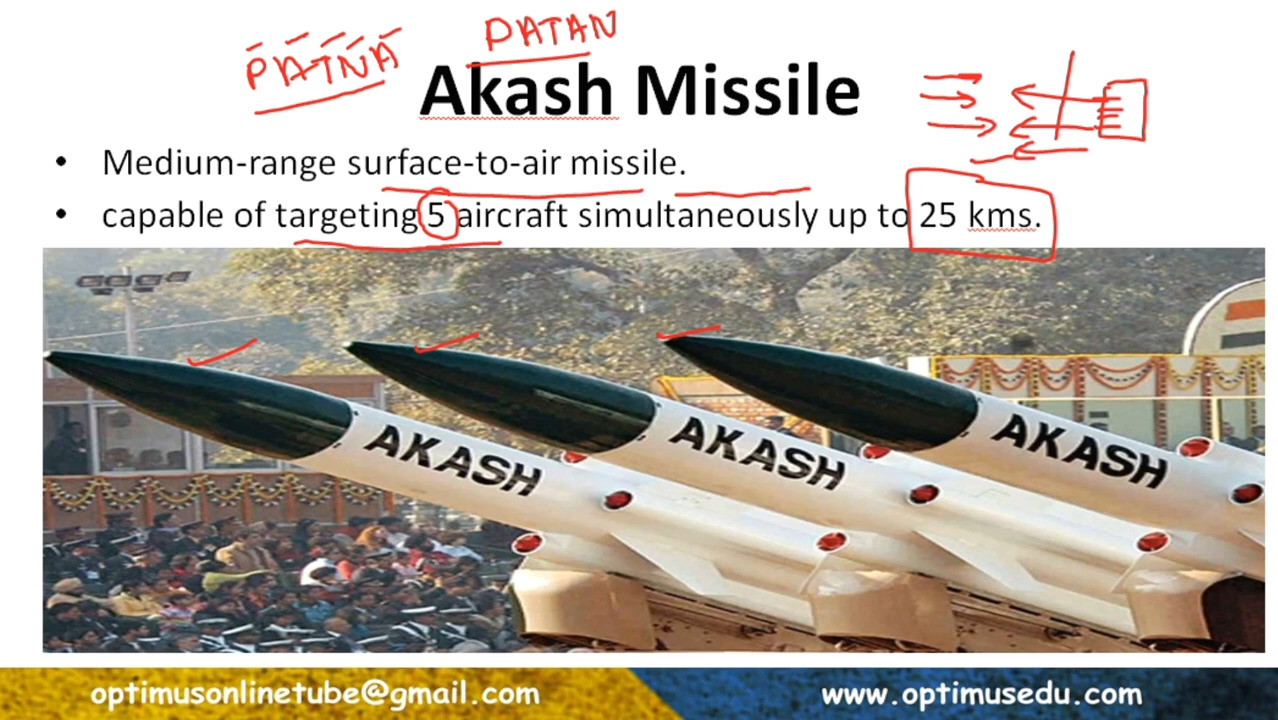 PATNA
PATAN
Akash Missile
• Medium-range surface-to-air missile.
• capable of targeting 5 aircraft simultaneously up to 25 kms.
AKASH
AKASH
AKASH
optimusonlinetube@gmail.com
www.optimusedu.com